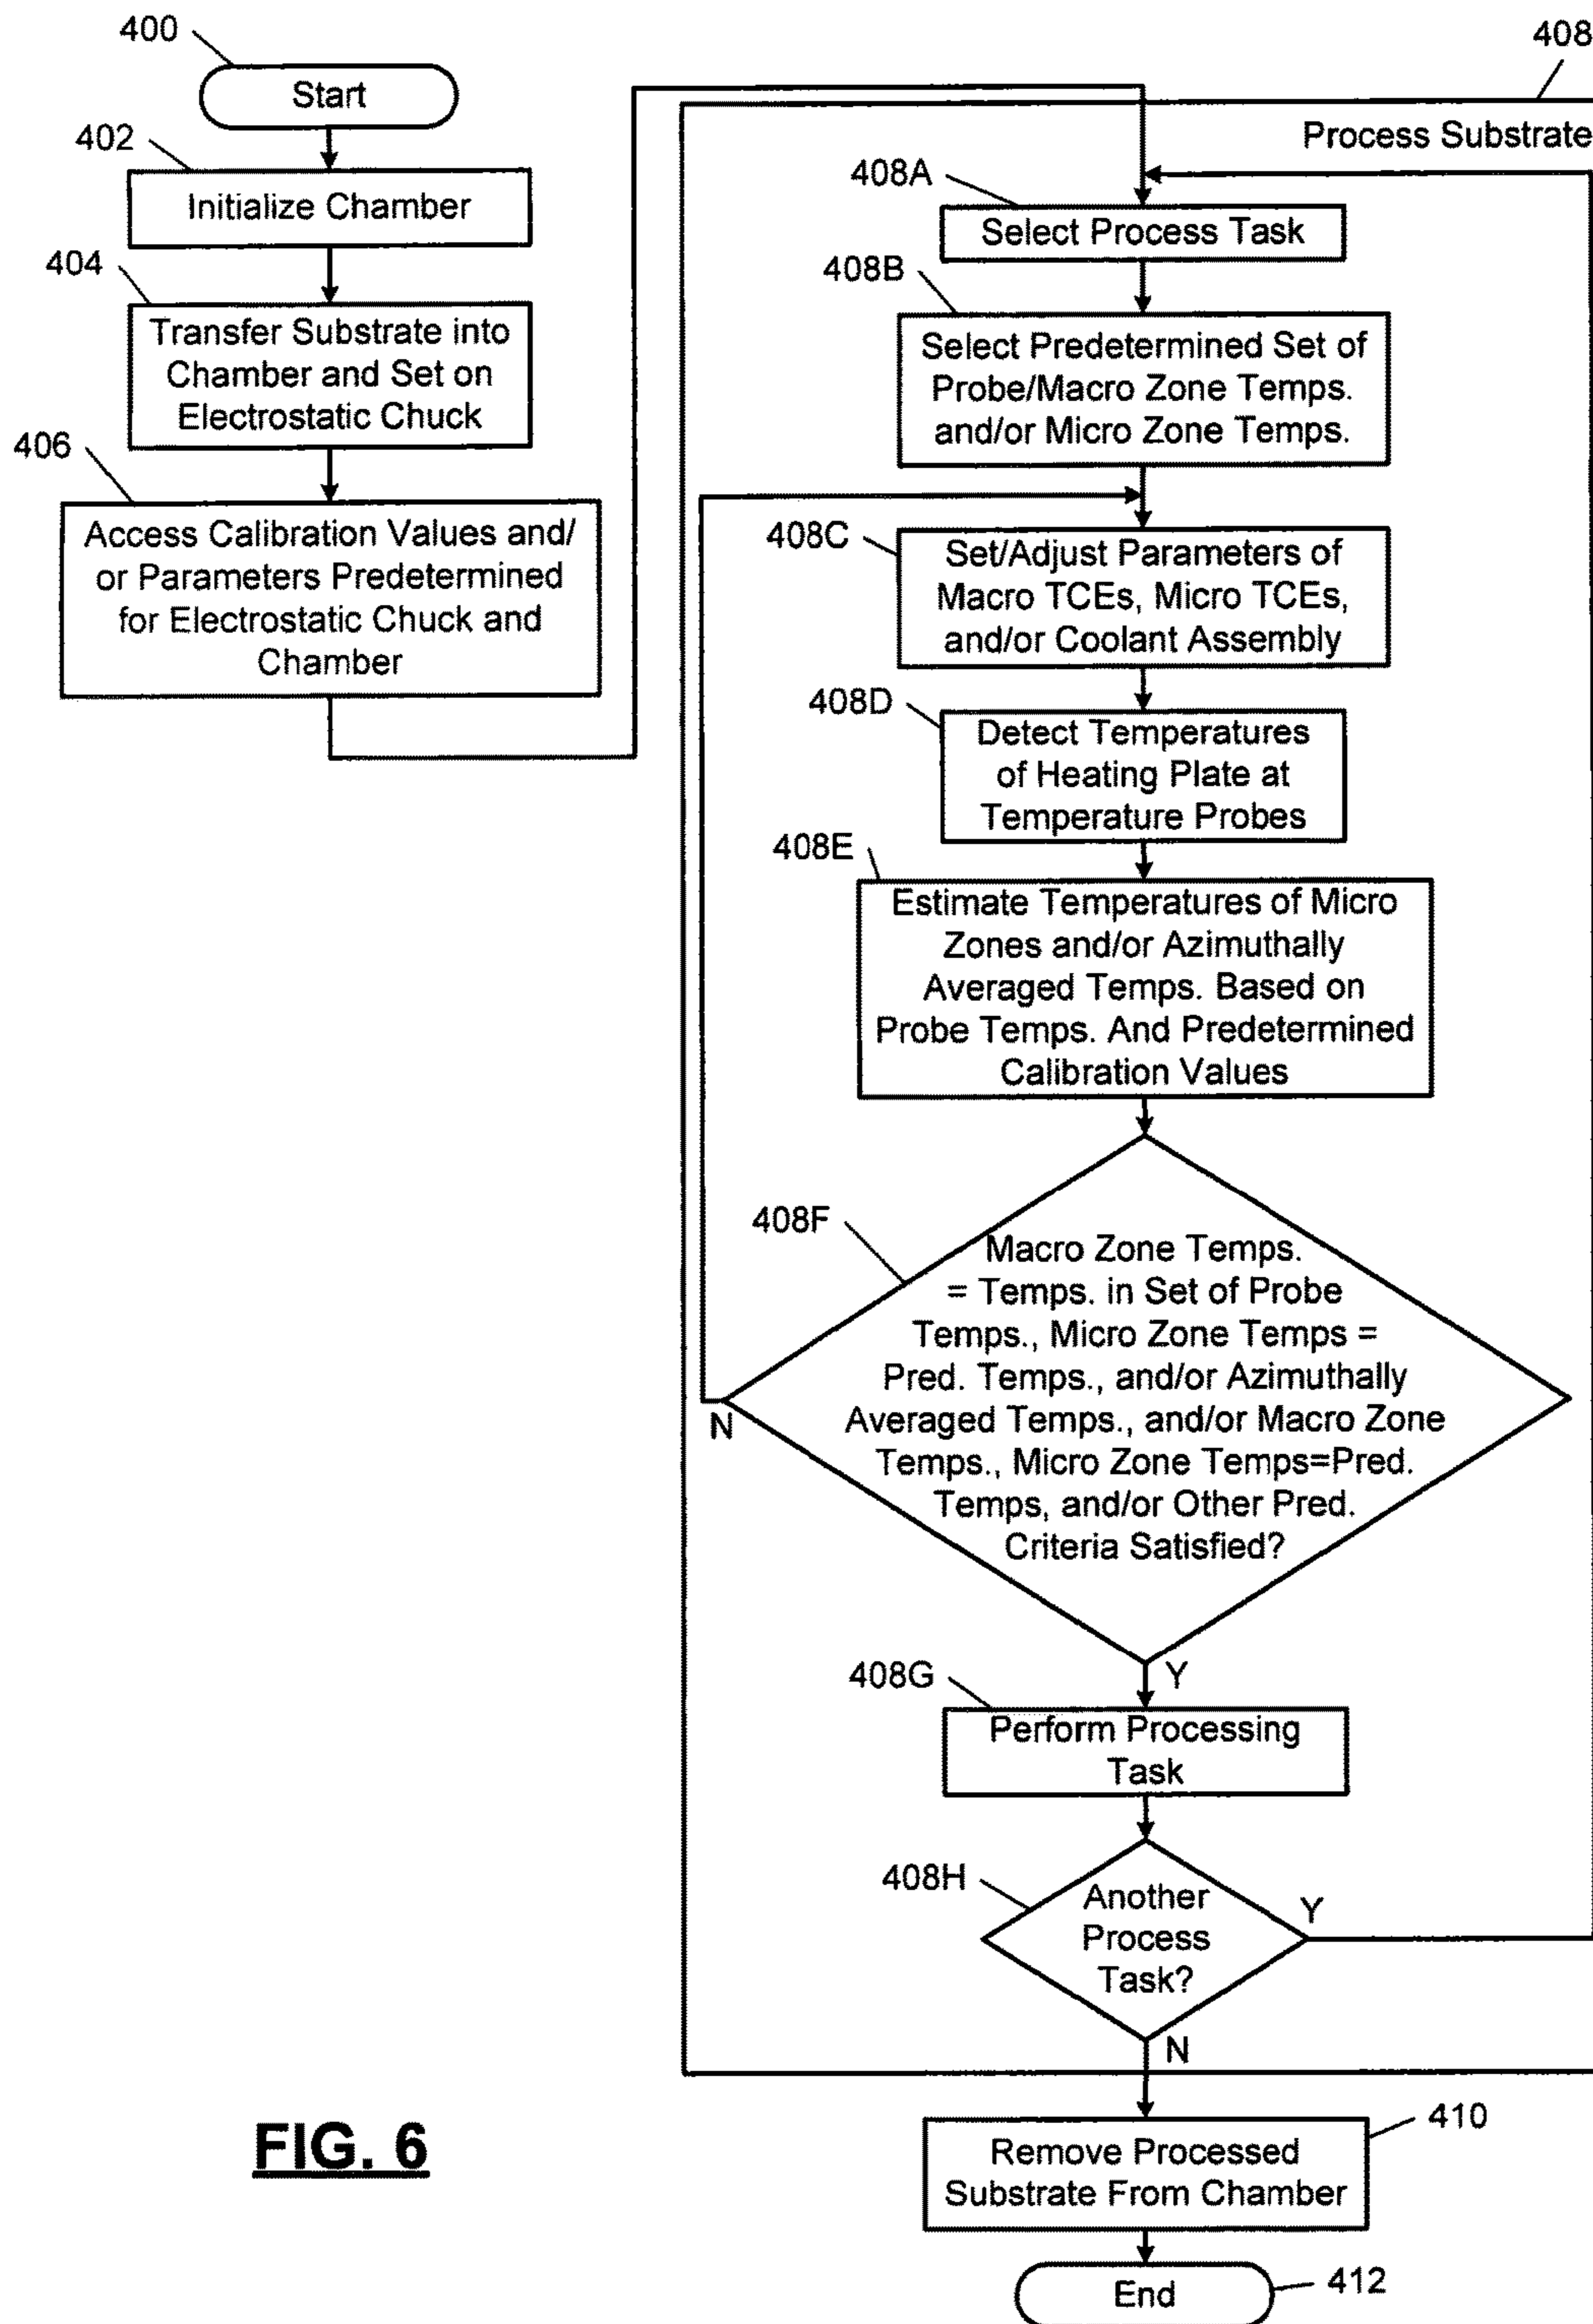 400
Start
402
Initialize Chamber
404
Transfer Substrate into
Chamber and Set on
Electrostatic Chuck
406
Access Calibration Values and/
or Parameters Predetermined
for Electrostatic Chuck and
Chamber
408
Process Substrate
408A
Select Process Task
408B
Select Predetermined Set of
Probe/Macro Zone Temps.
and/or Micro Zone Temps.
408C
Set/Adjust Parameters of
Macro TCEs, Micro TCEs,
and/or Coolant Assembly
408D
Detect Temperatures
of Heating Plate at
Temperature Probes
408E
Estimate Temperatures of Micro
Zones and/or Azimuthally
Averaged Temps. Based on
Probe Temps. And Predetermined
Calibration Values
408F
Macro Zone Temps.
= Temps. in Set of Probe
Temps., Micro Zone Temps =
Pred. Temps., and/or Azimuthally
Averaged Temps., and/or Macro Zone
Temps., Micro Zone Temps=Pred.
Temps, and/or Other Pred.
Criteria Satisfied?
N
Y
408G
Perform Processing
Task
408H
Another
Process
Task?
Y
N
410
Remove Processed
Substrate From Chamber
End
412
FIG. 6